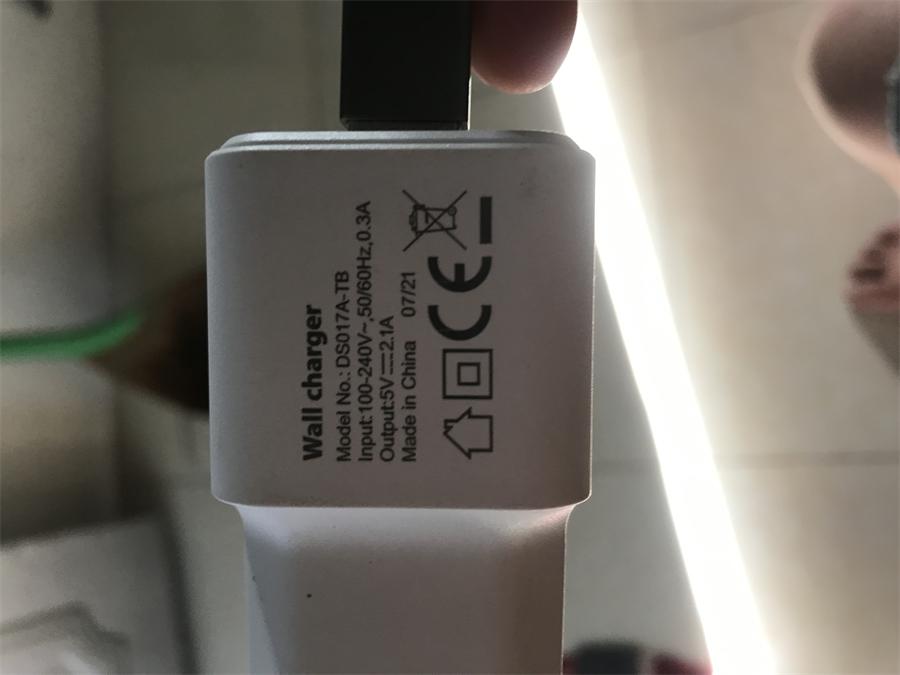 Wall charger
Model No.: DS017A-TB
Input:100-240V~,50/60Hz,0.3A
Output:5V⎓2.1A
Made in China 07/21
CE